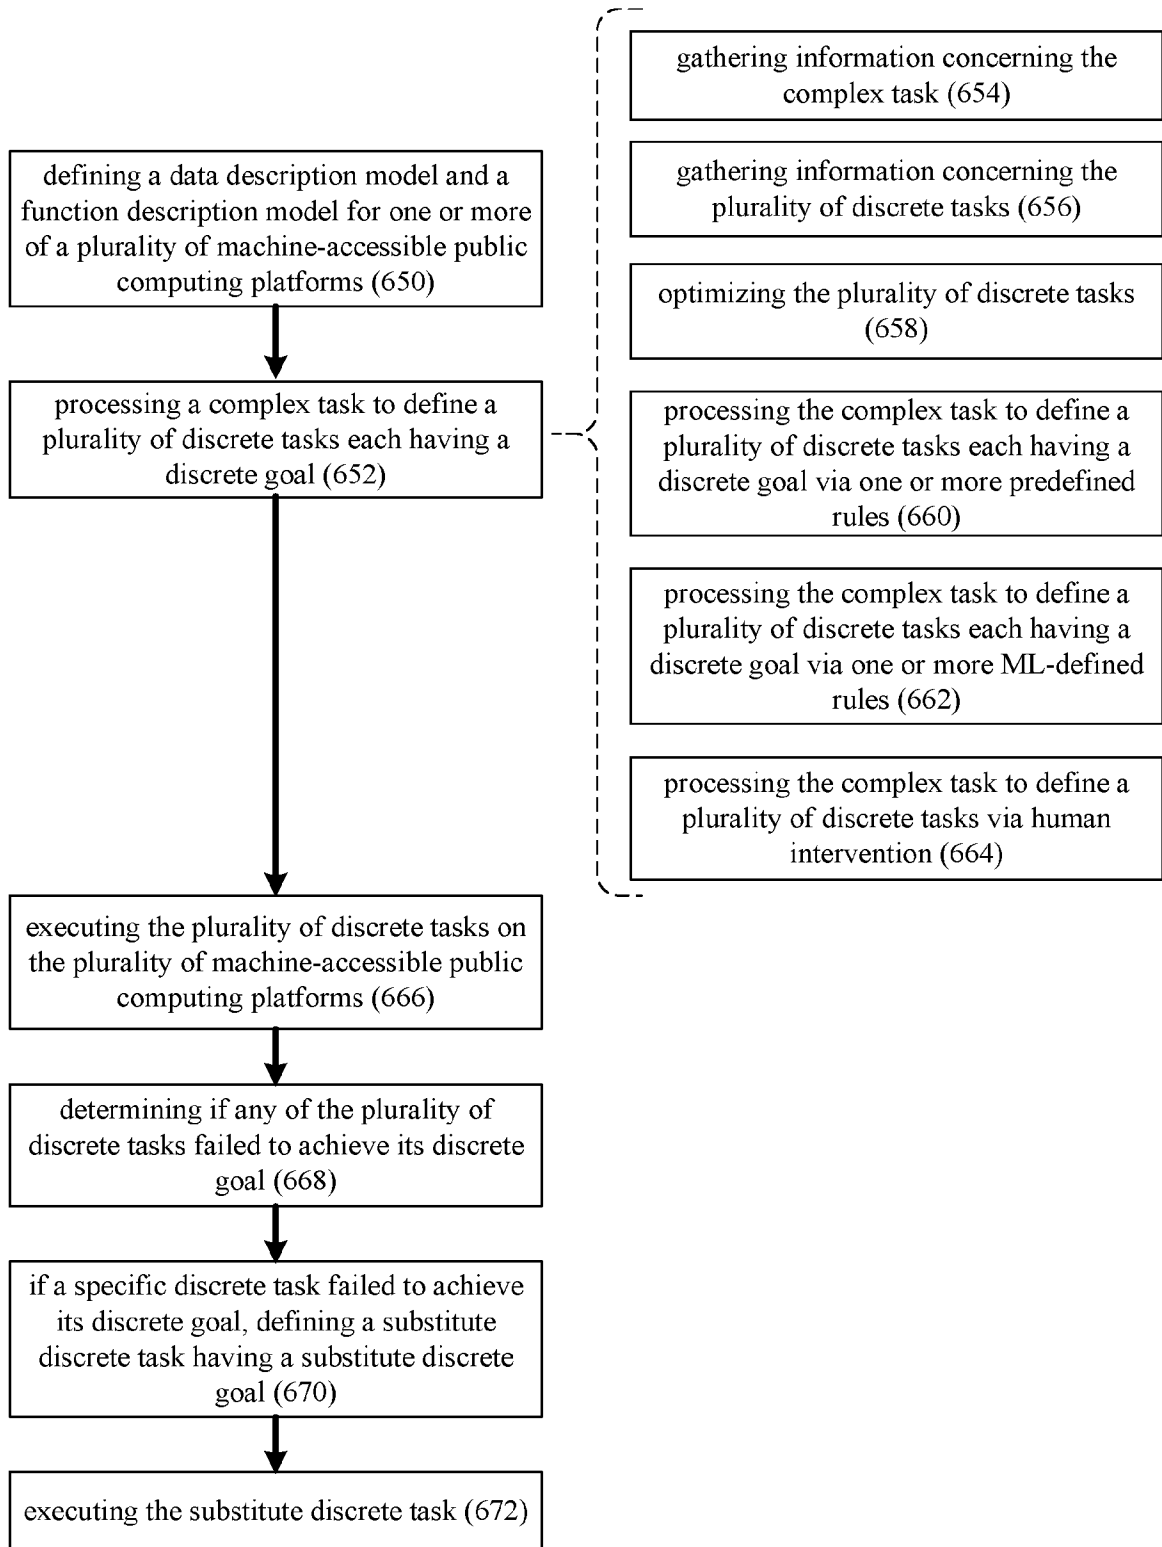 defining a data description model and a
function description model for one or more
of a plurality of machine-accessible public
computing platforms (650)
processing a complex task to define a
plurality of discrete tasks each having a
discrete goal (652)
gathering information concerning the
complex task (654)
gathering information concerning the
plurality of discrete tasks (656)
optimizing the plurality of discrete tasks
(658)
processing the complex task to define a
plurality of discrete tasks each having a
discrete goal via one or more predefined
rules (660)
processing the complex task to define a
plurality of discrete tasks each having a
discrete goal via one or more ML-defined
rules (662)
processing the complex task to define a
plurality of discrete tasks via human
intervention (664)
executing the plurality of discrete tasks on
the plurality of machine-accessible public
computing platforms (666)
determining if any of the plurality of
discrete tasks failed to achieve its discrete
goal (668)
if a specific discrete task failed to achieve
its discrete goal, defining a substitute
discrete task having a substitute discrete
goal (670)
executing the substitute discrete task (672)